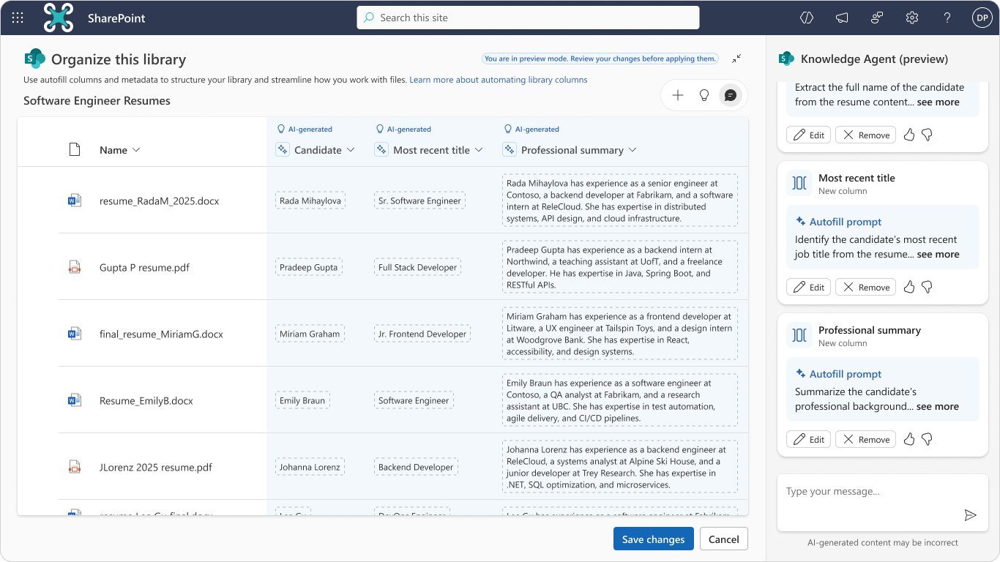 SharePoint
Search this site
?
DP
S
Organize this library
You are in preview mode. Review your changes before applying them.
Use autofill columns and metadata to structure your library and streamline how you work with files. Learn more about automating library columns
Software Engineer Resumes
AI-generated
AI-generated
AI-generated
Name
Candidate
Most recent title
Professional summary
resume_RadaM_2025.docx
Rada Mihaylova
Sr. Software Engineer
Rada Mihaylova has experience as a senior engineer at
Contoso, a backend developer at Fabrikam, and a software
intern at ReleCloud. She has expertise in distributed
systems, API design, and cloud infrastructure.
Gupta P resume.pdf
Pradeep Gupta
Full Stack Developer
Pradeep Gupta has experience as a backend intern at
Northwind, a teaching assistant at UofT, and a freelance
developer. He has expertise in Java, Spring Boot, and
RESTful APIs.
final_resume_MiriamG.docx
Miriam Graham
Jr. Frontend Developer
Miriam Graham has experience as a frontend developer at
Litware, a UX engineer at Tailspin Toys, and a design intern
at Woodgrove Bank. She has expertise in React,
accessibility, and design systems.
Resume_EmilyB.docx
Emily Braun
Software Engineer
Emily Braun has experience as a software engineer at
Contoso, a QA analyst at Fabrikam, and a research
assistant at UBC. She has expertise in test automation,
agile delivery, and CI/CD pipelines.
JLorenz 2025 resume.pdf
Johanna Lorenz
Backend Developer
Johanna Lorenz has experience as a backend engineer at
ReleCloud, a systems analyst at Alpine Ski House, and a
junior developer at Trey Research. She has expertise in
.NET, SQL optimization, and microservices.
Save changes
Cancel
S
Knowledge Agent (preview)
Extract the full name of the candidate
from the resume content... see more
Edit
Remove
Most recent title
New column
Autofill prompt
Identify the candidate's most recent
job title from the resume... see more
Edit
Remove
Professional summary
New column
Autofill prompt
Summarize the candidate's
professional background... see more
Edit
Remove
Type your message...
AI-generated content may be incorrect